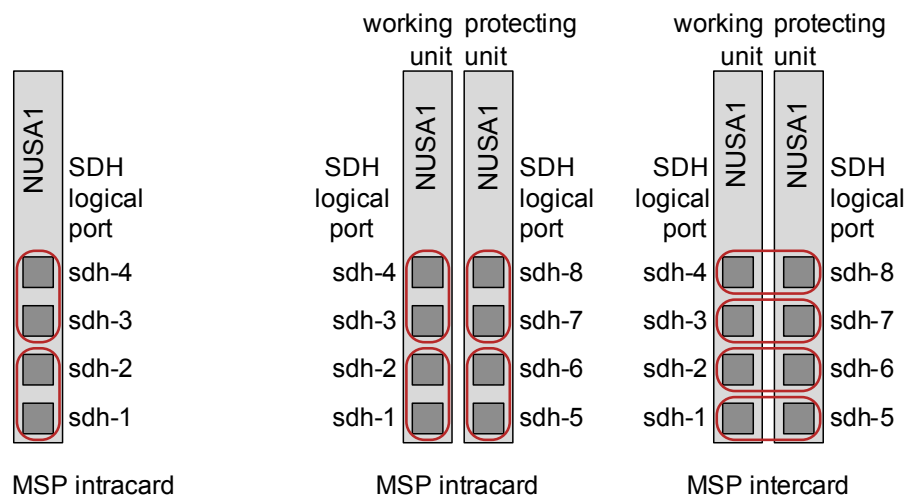 working protecting
unit unit
working protecting
unit unit
NUSA1
SDH
logical
port
sdh-4
sdh-3
sdh-2
sdh-1
MSP intracard
SDH
logical
port
sdh-4
sdh-3
sdh-2
sdh-1
NUSA1
NUSA1
SDH
logical
port
sdh-8
sdh-7
sdh-6
sdh-5
MSP intracard
SDH
logical
port
sdh-4
sdh-3
sdh-2
sdh-1
NUSA1
NUSA1
SDH
logical
port
sdh-8
sdh-7
sdh-6
sdh-5
MSP intercard